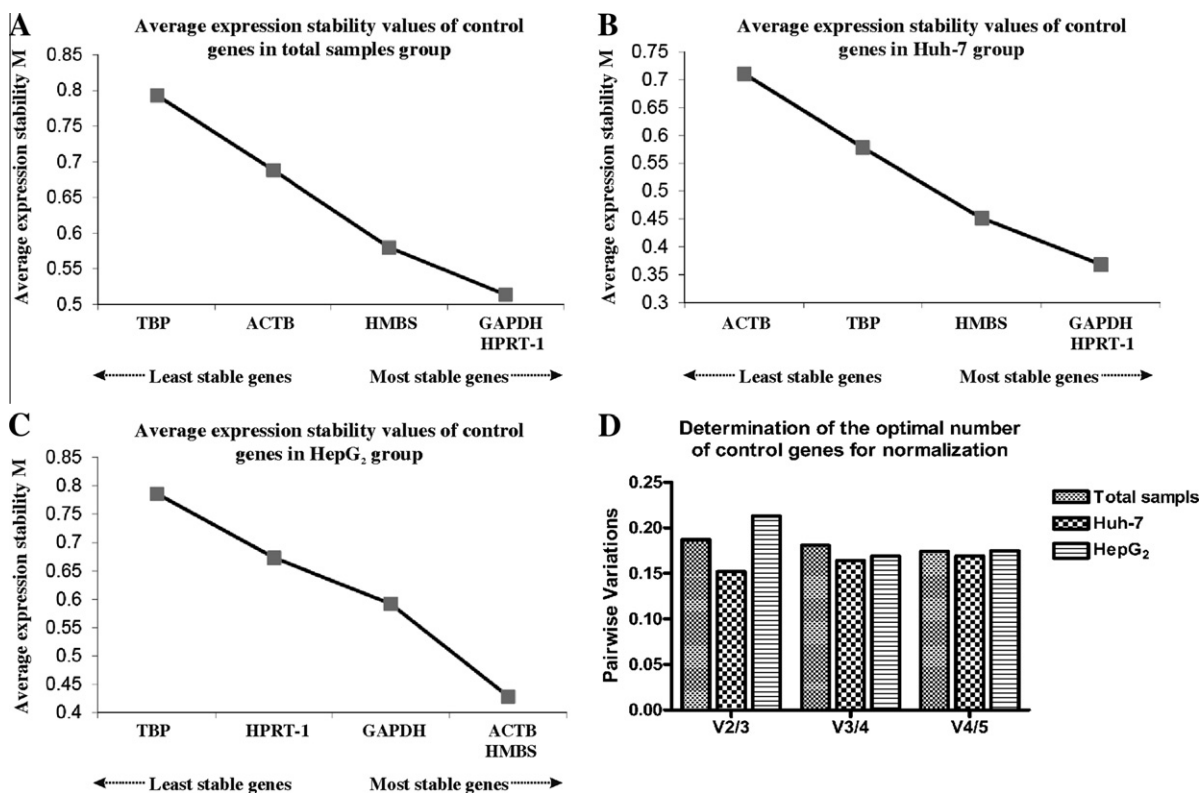 A
Average expression stability values of control
genes in total samples group
Average expression stability M
0.85
0.8
0.75
0.7
0.65
0.6
0.55
0.5
TBP
ACTB
HMBS
GAPDH
HPRT-1
Least stable genes
Most stable genes
B
Average expression stability values of control
genes in Huh-7 group
Average expression stability M
0.75
0.7
0.65
0.6
0.55
0.5
0.45
0.4
0.35
0.3
ACTB
TBP
HMBS
GAPDH
HPRT-1
Least stable genes
Most stable genes
C
Average expression stability values of control
genes in HepG₂ group
Average expression stability M
0.85
0.8
0.75
0.7
0.65
0.6
0.55
0.5
0.45
0.4
TBP
HPRT-1
GAPDH
ACTB
HMBS
Least stable genes
Most stable genes
D
Determination of the optimal number
of control genes for normalization
Pairwise Variations
0.25
0.20
0.15
0.10
0.05
0.00
V2/3
V3/4
V4/5
Total sampls
Huh-7
HepG₂